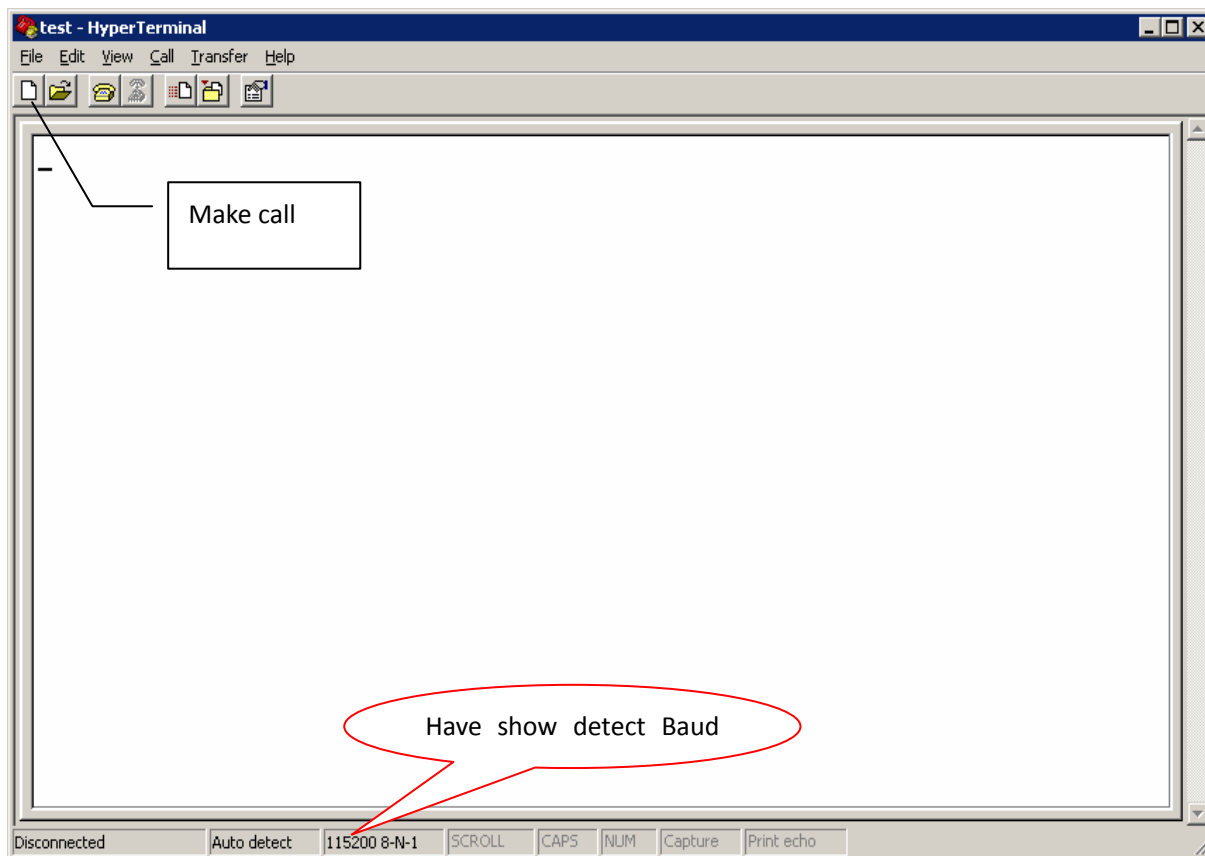 test - HyperTerminal
File Edit View Call Transfer Help
Make call
Have show detect Baud
Disconnected Auto detect 115200 8-N-1 SCROLL CAPS NUM Capture Print echo